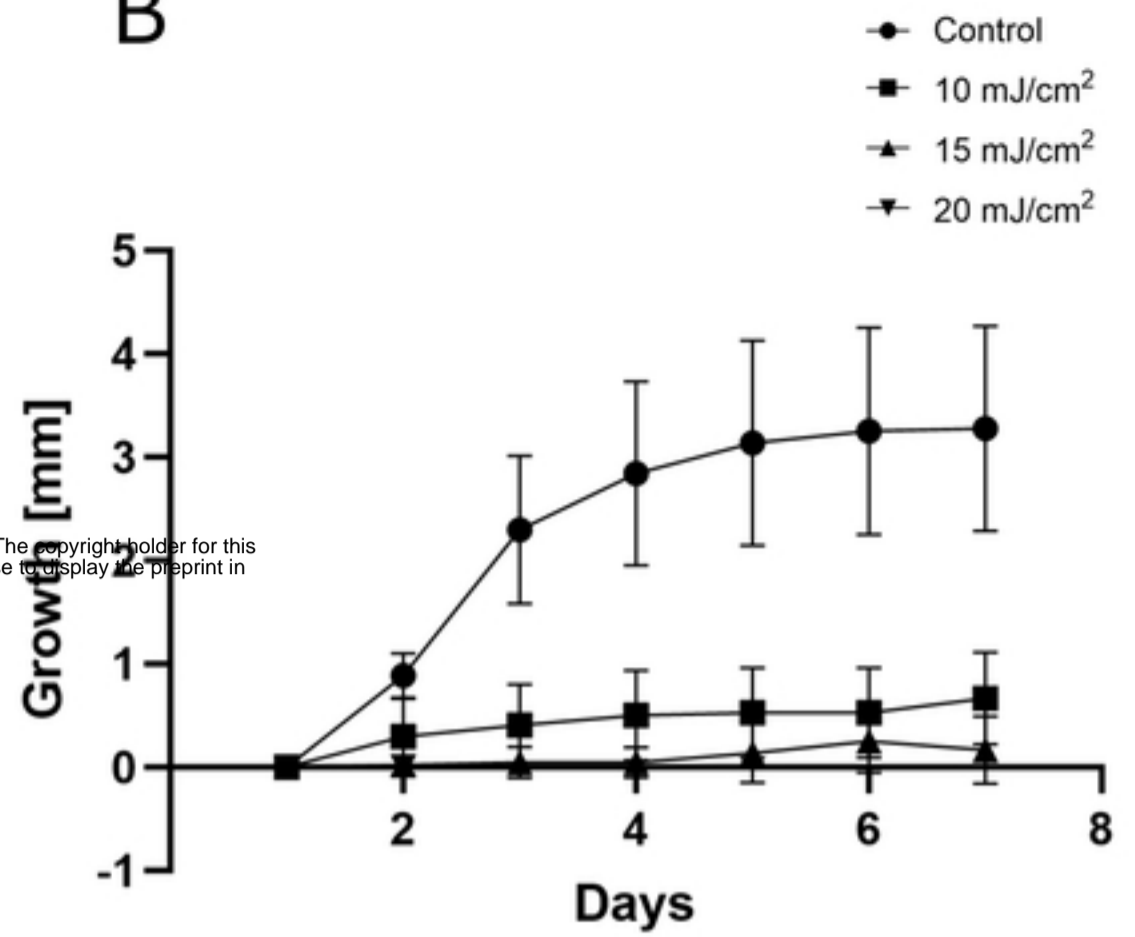 B
Control
10 mJ/cm²
15 mJ/cm²
20 mJ/cm²
5
4
3
2
1
0
-1
Growth [mm]
The copyright holder for this
e to display the preprint in
2
4
6
8
Days